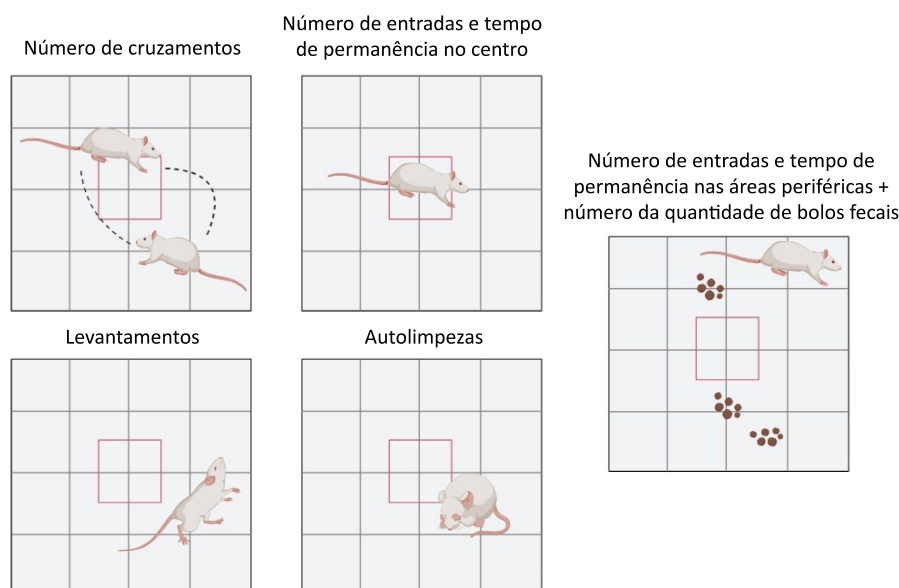 Número de cruzamentos
Número de entradas e tempo
de permanência no centro
Número de entradas e tempo de
permanência nas áreas periféricas +
número da quantidade de bolos fecais
Levantamentos
Autolimpezas